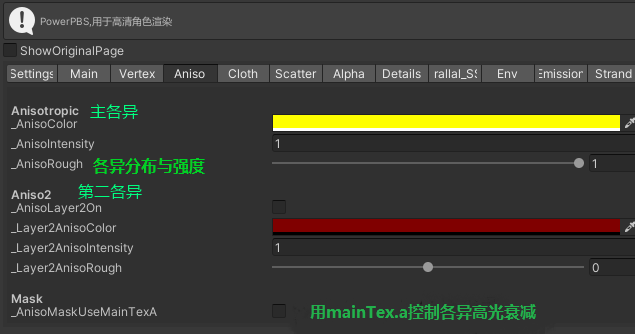 PowerPBS,用于高清角色渲染
ShowOriginalPage
Settings Main Vertex Aniso Cloth Scatter Alpha Details rallal_SS Env Emission Strand
Anisotropic 主各异
_AnisoColor
_AnisoIntensity 1
_AnisoRough 各异分布与强度 1
Aniso2 第二各异
_AnisoLayer2On
_Layer2AnisoColor
_Layer2AnisoIntensity 1
_Layer2AnisoRough 0
Mask
_AnisoMaskUseMainTexA 用mainTex.a控制各异高光衰减